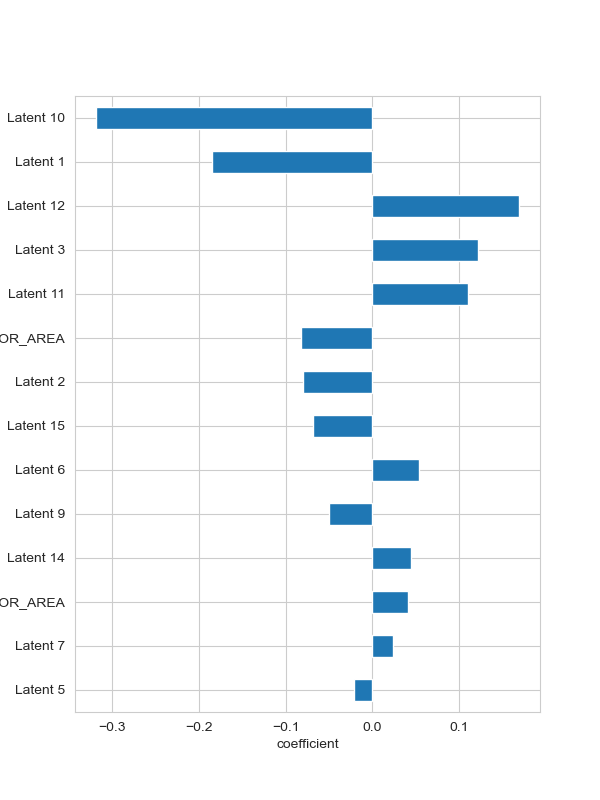 Latent 10
Latent 1
Latent 12
Latent 3
Latent 11
OR_AREA
Latent 2
Latent 15
Latent 6
Latent 9
Latent 14
OR_AREA
Latent 7
Latent 5
−0.3 −0.2 −0.1 0.0 0.1
coefficient